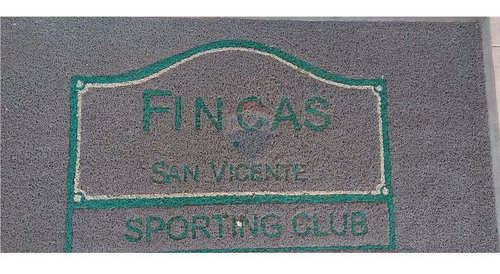 FINCAS
SAN VICENTE
SPORTING CLUB